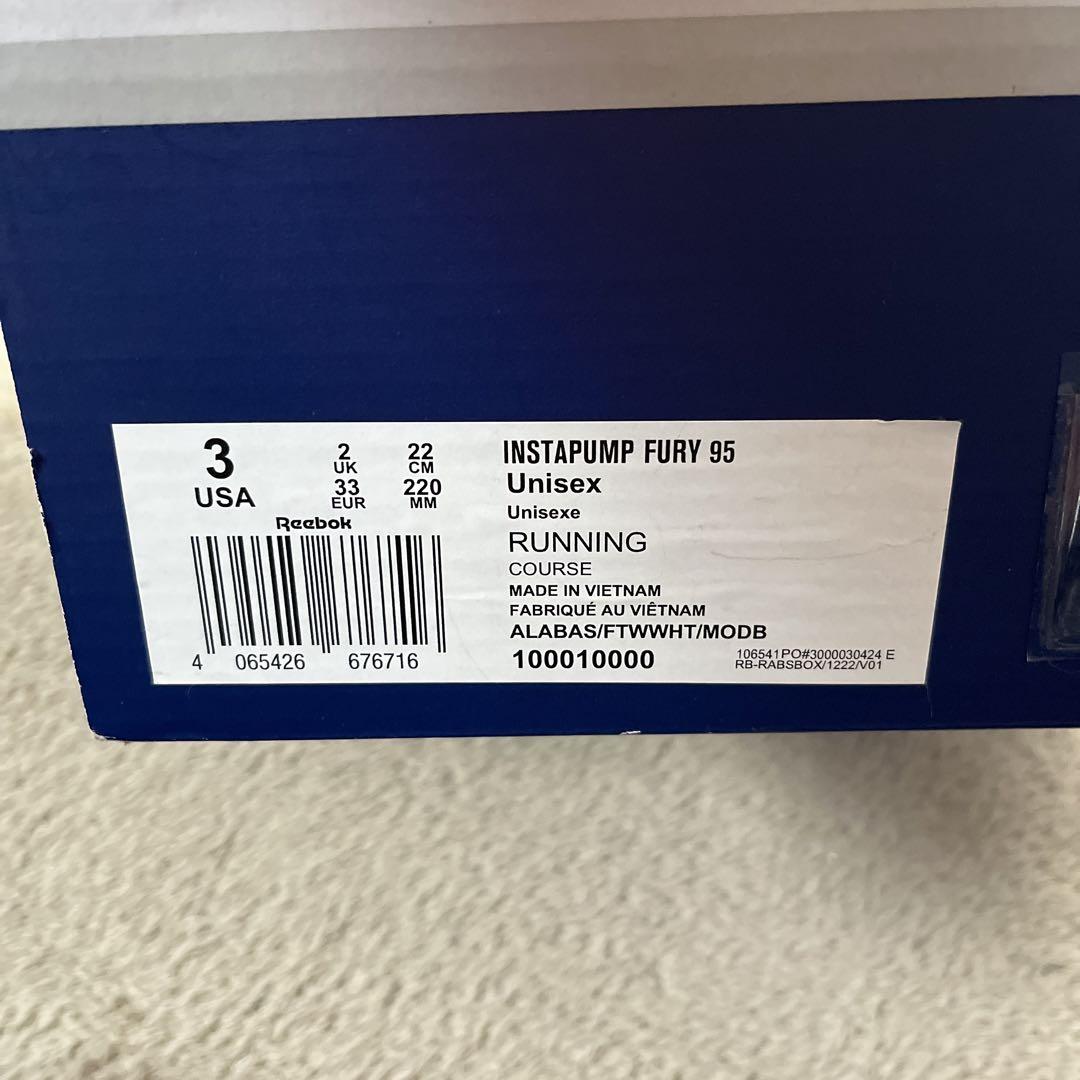 3
USA
2
UK
33
EUR
22
CM
220
MM
Reebok
4 065426 676716
INSTAPUMP FURY 95
Unisex
Unisexe
RUNNING
COURSE
MADE IN VIETNAM
FABRIQUÉ AU VIÊTNAM
ALABAS/FTWWHT/MODB
100010000
106541PO#3000030424 E
RB-RABSBOX/1222/V01